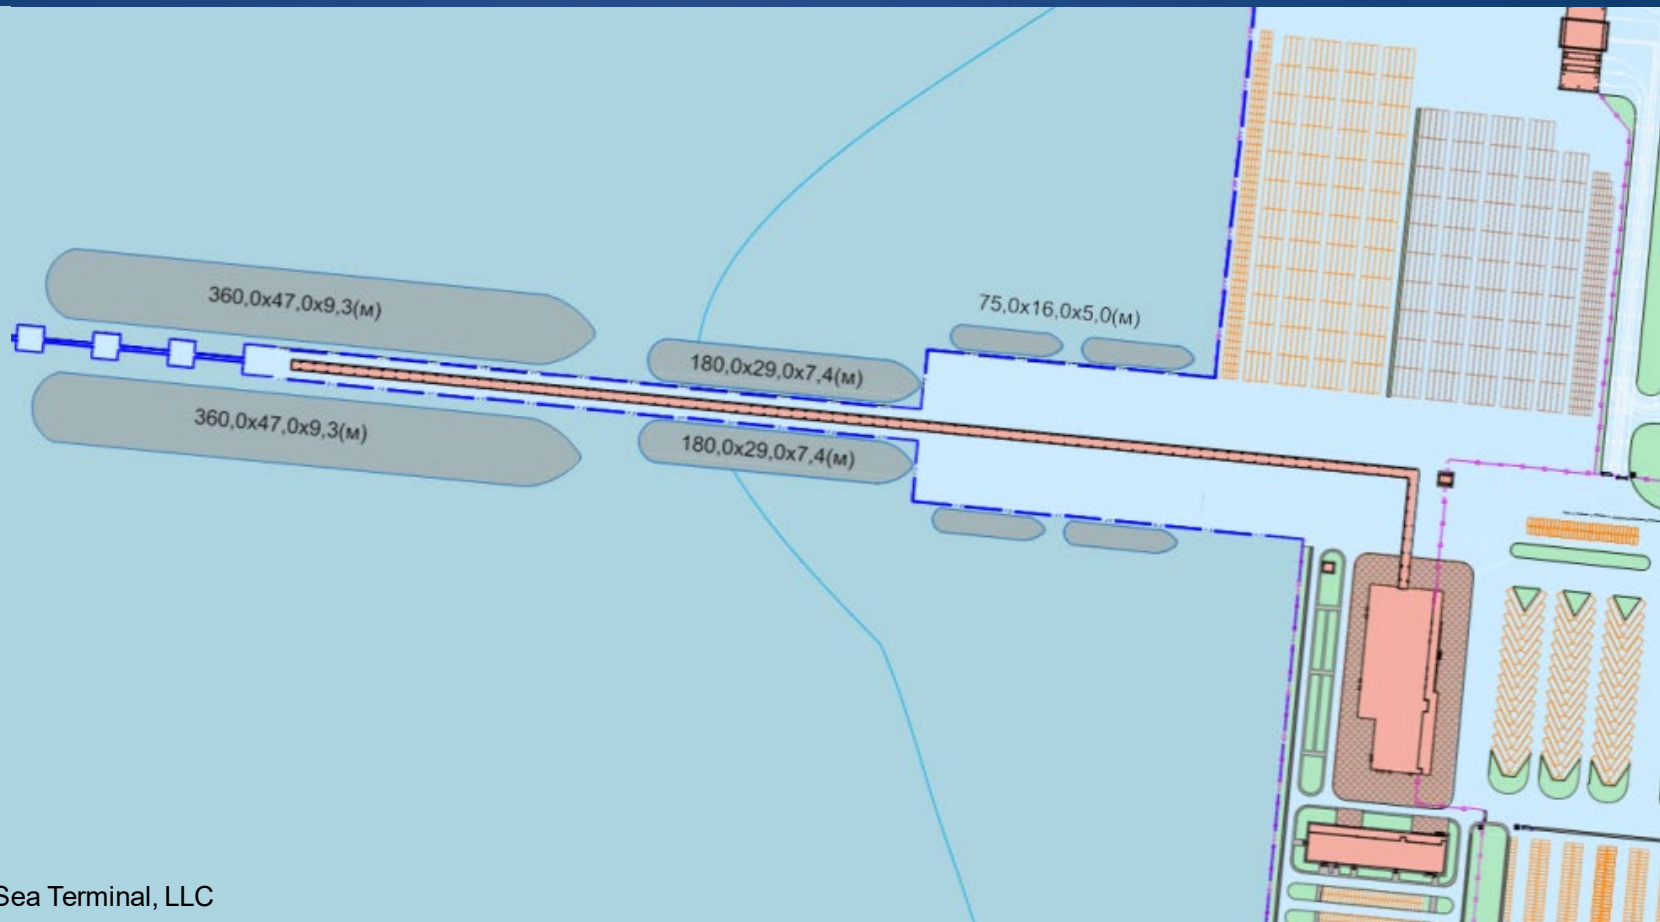 360,0x47,0x9,3(м)
75,0x16,0x5,0(м)
180,0x29,0x7,4(м)
360,0x47,0x9,3(м)
180,0x29,0x7,4(м)
Sea Terminal, LLC